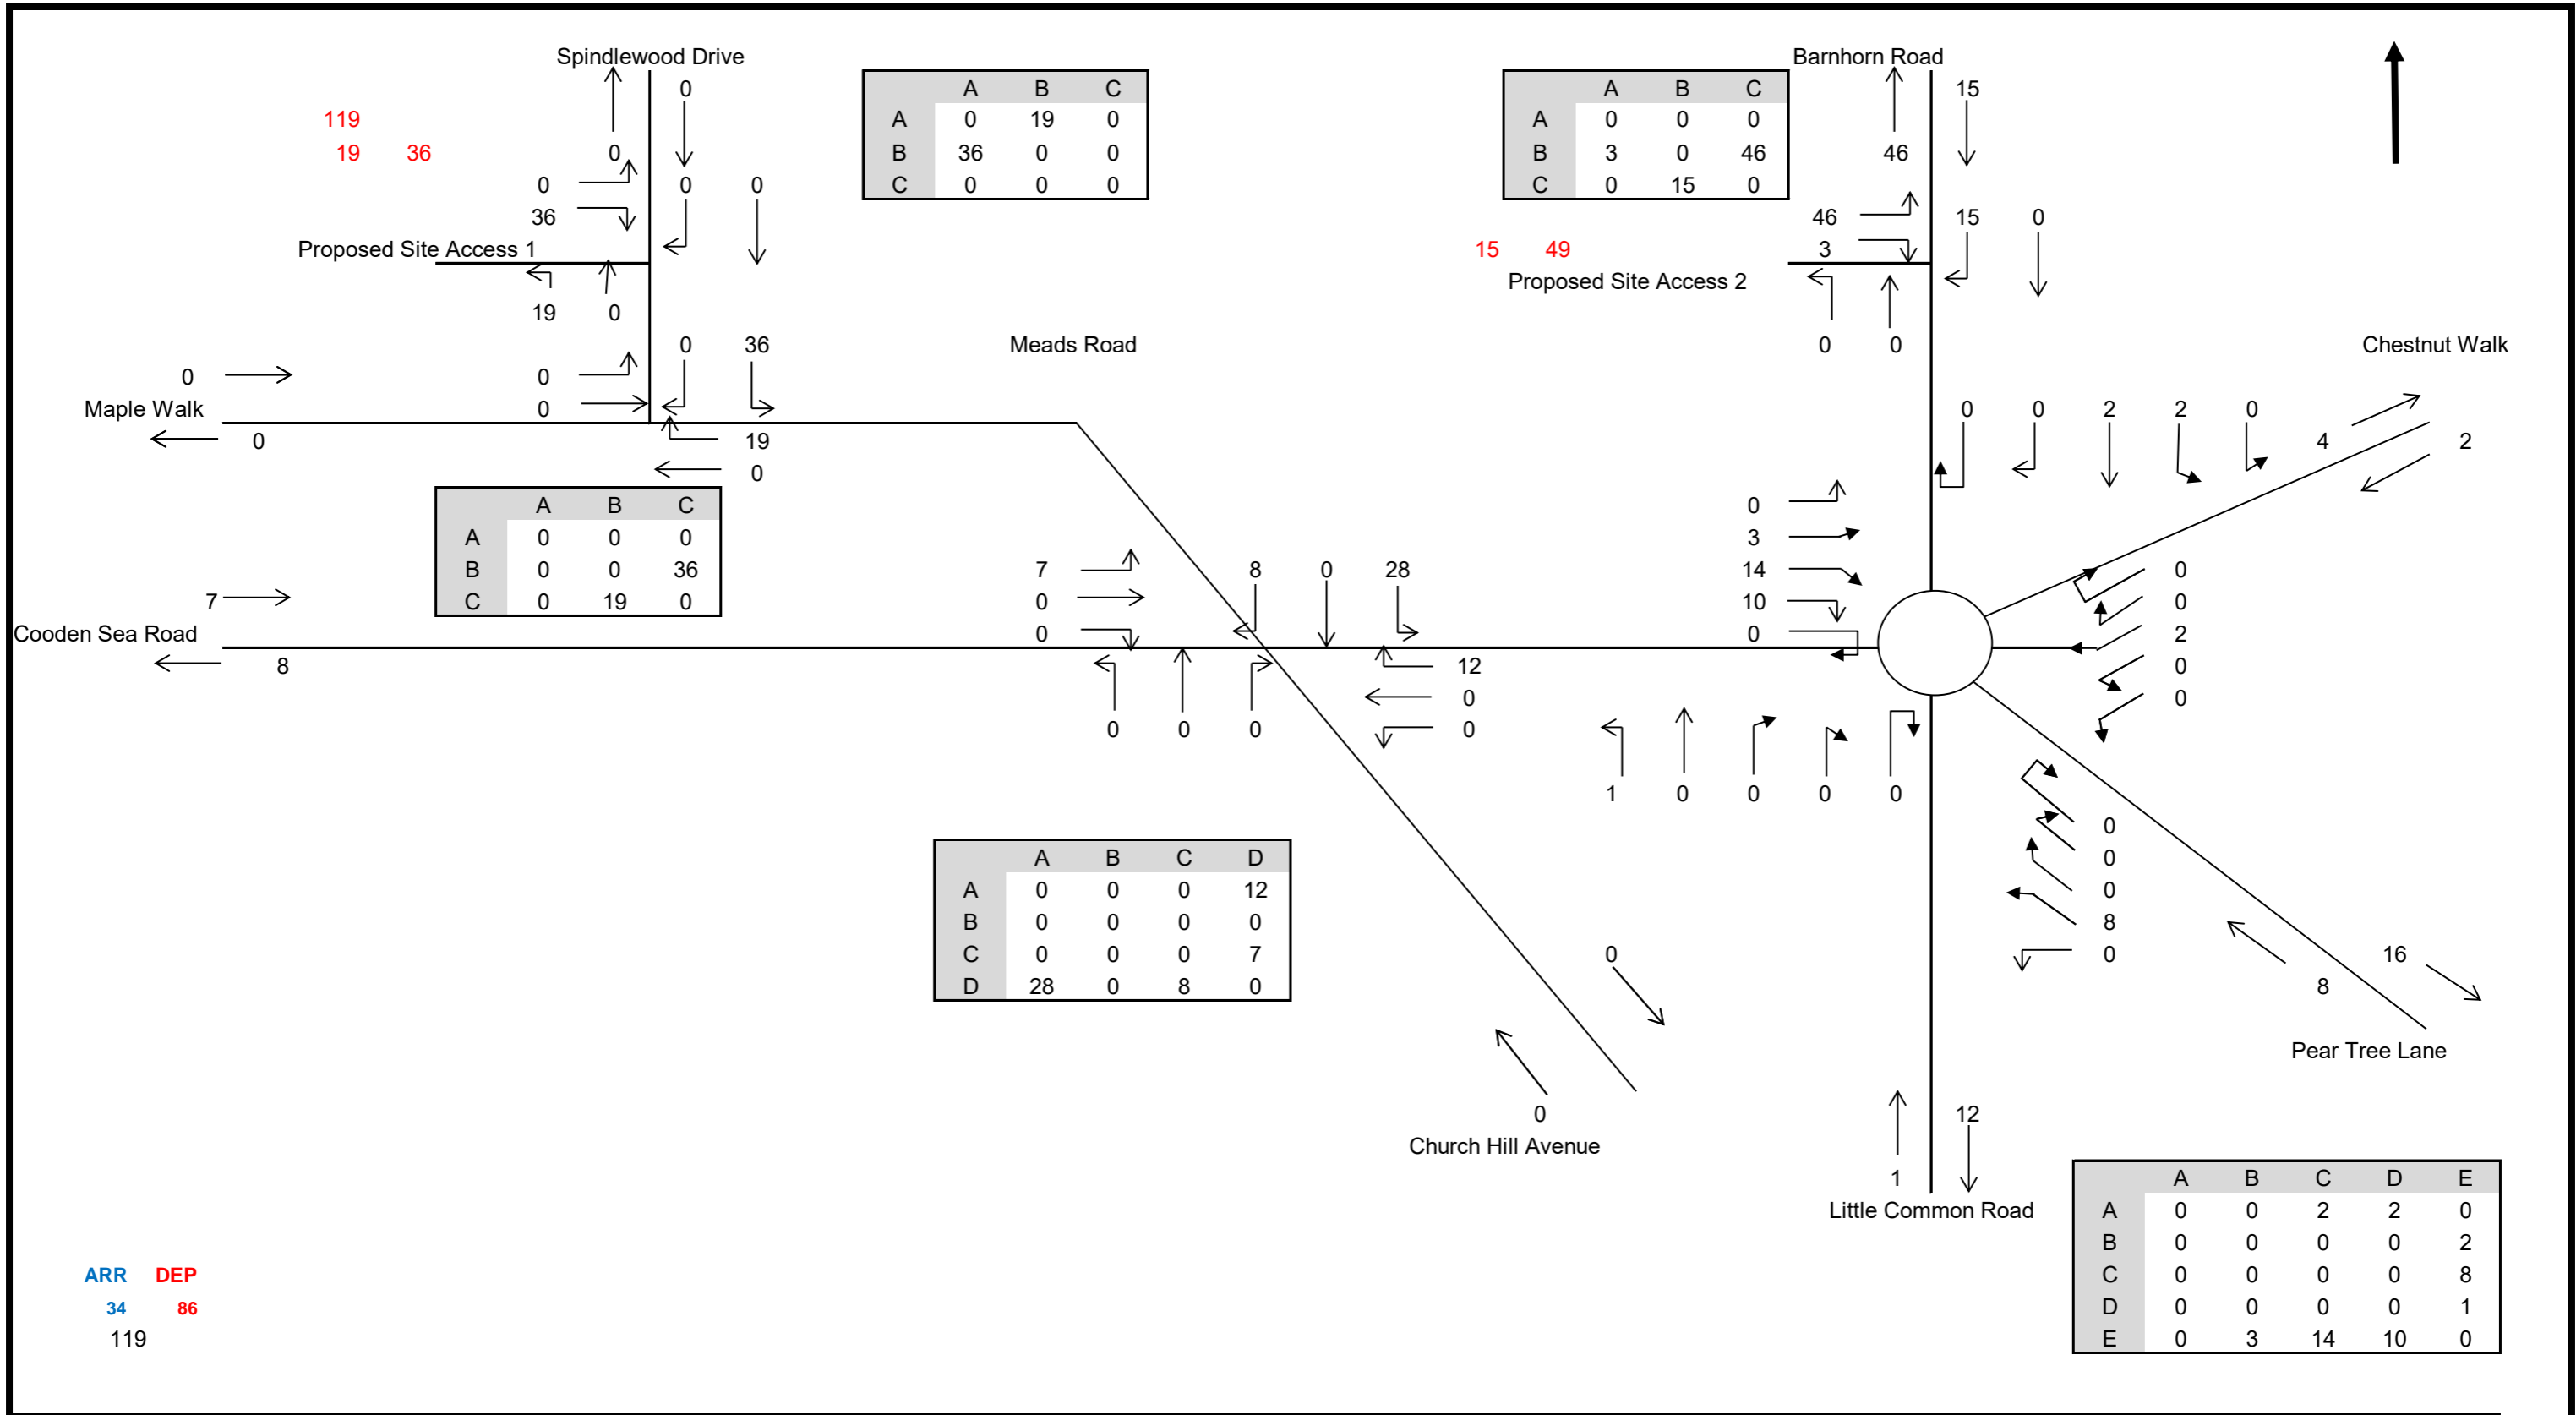 Spindlewood Drive
Barnhorn Road
A B C
A 0 19 0
B 36 0 0
C 0 0 0
A B C
A 0 0 0
B 3 0 46
C 0 15 0
0
15
119
19 36
0
46
0
0 0
36
46
15 0
Proposed Site Access 1
15 49
3
Proposed Site Access 2
19 0
0 36
Meads Road
0 0
Chestnut Walk
0
0
Maple Walk
0
0 0 2 2 0
0
19
4 2
0
A B C
A 0 0 0
B 0 0 36
C 0 19 0
0
3
14
10
0
7
0
0
8 0 28
0
0
2
0
0
7
Cooden Sea Road
8
12
0
0
0 0 0
1 0 0 0 0
0
0
0
8
0
A B C D
A 0 0 0 12
B 0 0 0 0
C 0 0 0 7
D 28 0 8 0
0
16
8
Pear Tree Lane
0
Church Hill Avenue
12
1
Little Common Road
A B C D E
A 0 0 2 2 0
B 0 0 0 0 2
C 0 0 0 0 8
D 0 0 0 0 1
E 0 3 14 10 0
ARR DEP
34 86
119